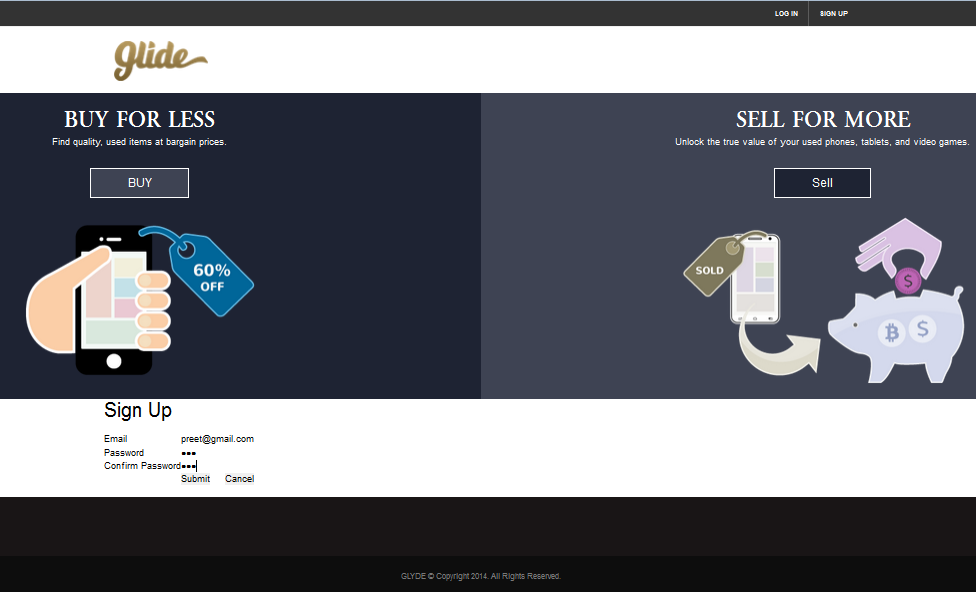 LOG IN
SIGN UP
glide
BUY FOR LESS
Find quality, used items at bargain prices.
BUY
60%
OFF
SELL FOR MORE
Unlock the true value of your used phones, tablets, and video games.
Sell
SOLD
$
₿ $
Sign Up
Email preet@gmail.com
Password •••
Confirm Password •••
Submit Cancel
GLYDE © Copyright 2014. All Rights Reserved.